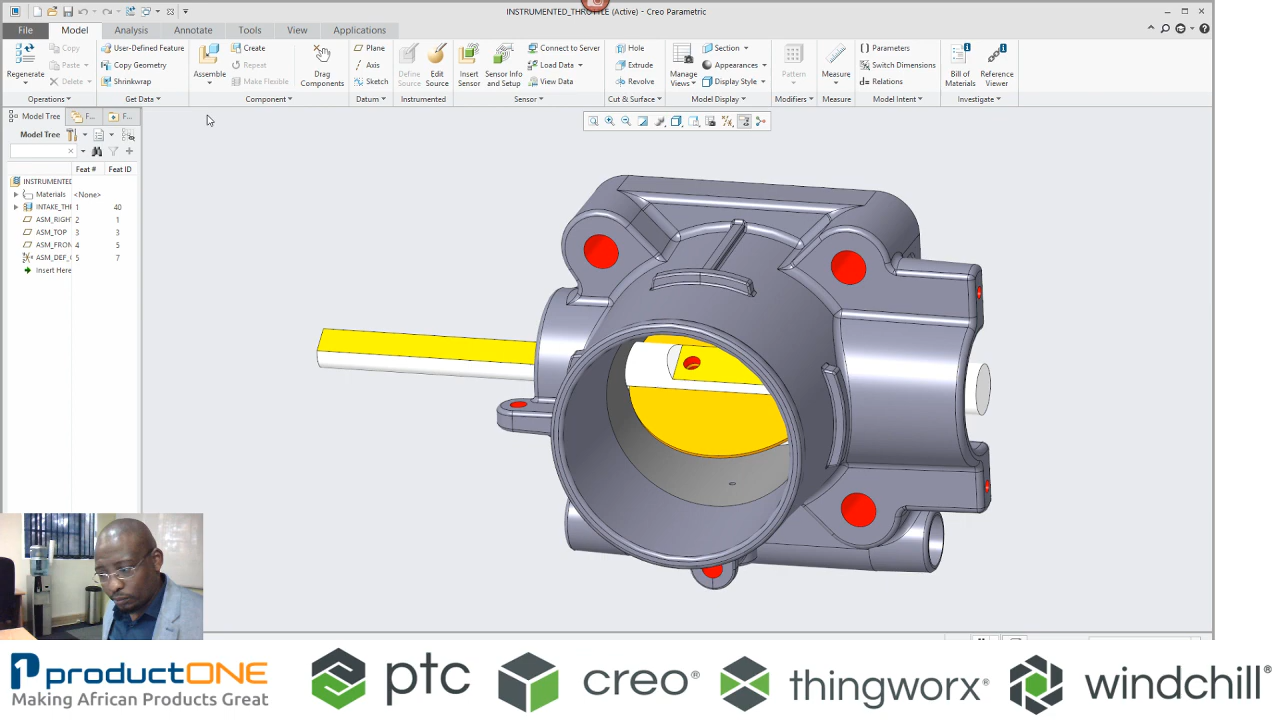 INSTRUMENTED_THROTTLE (Active) - Creo Parametric
File Model Analysis Annotate Tools View Applications
Regenerate
Copy
Paste
Delete
Operations
User-Defined Feature
Copy Geometry
Shrinkwrap
Get Data
Assemble
Create
Repeat
Make Flexible
Component
Drag Components
Plane
Axis
Sketch
Datum
Define Source
Edit Source
Instrumented
Insert Sensor
Sensor Info and Setup
Connect to Server
Load Data
View Data
Sensor
Hole
Extrude
Revolve
Cut & Surface
Manage Views
Section
Appearances
Display Style
Model Display
Pattern
Modifiers
Measure
Measure
Parameters
Switch Dimensions
Relations
Model Intent
Bill of Materials
Reference Viewer
Investigate
Model Tree F... F...
Model Tree
Feat # Feat ID
INSTRUMENTED
Materials <None>
INTAKE_THI 1 40
ASM_RIGH 2 1
ASM_TOP 3 3
ASM_FRON 4 5
ASM_DEF_ 5 7
Insert Here
productONE
Making African Products Great
ptc
creo®
thingworx®
windchill®